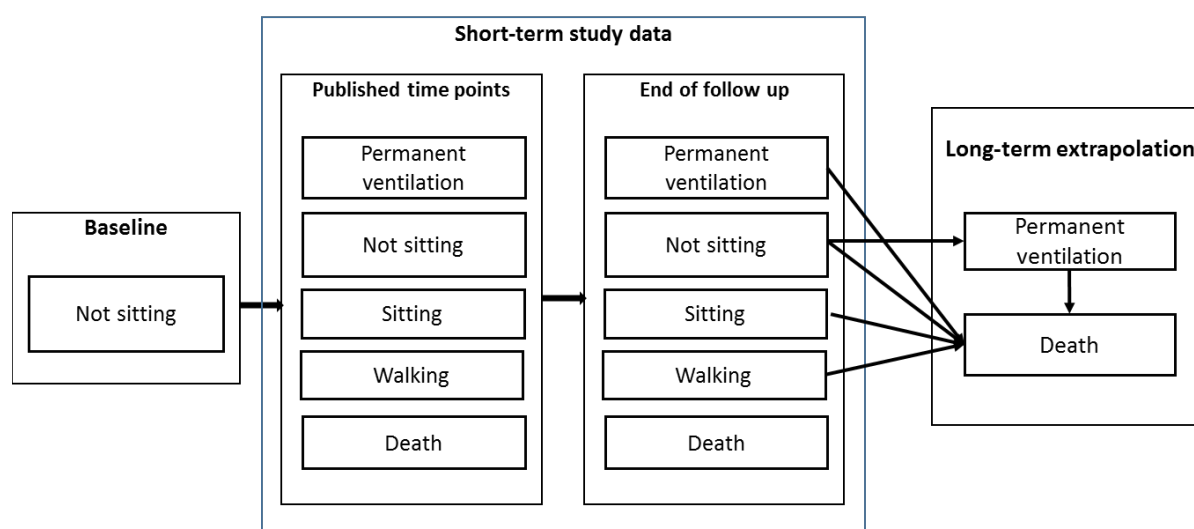 Short-term study data
Baseline
Not sitting
Published time points
Permanent
ventilation
Not sitting
Sitting
Walking
Death
End of follow up
Permanent
ventilation
Not sitting
Sitting
Walking
Death
Long-term extrapolation
Permanent
ventilation
Death